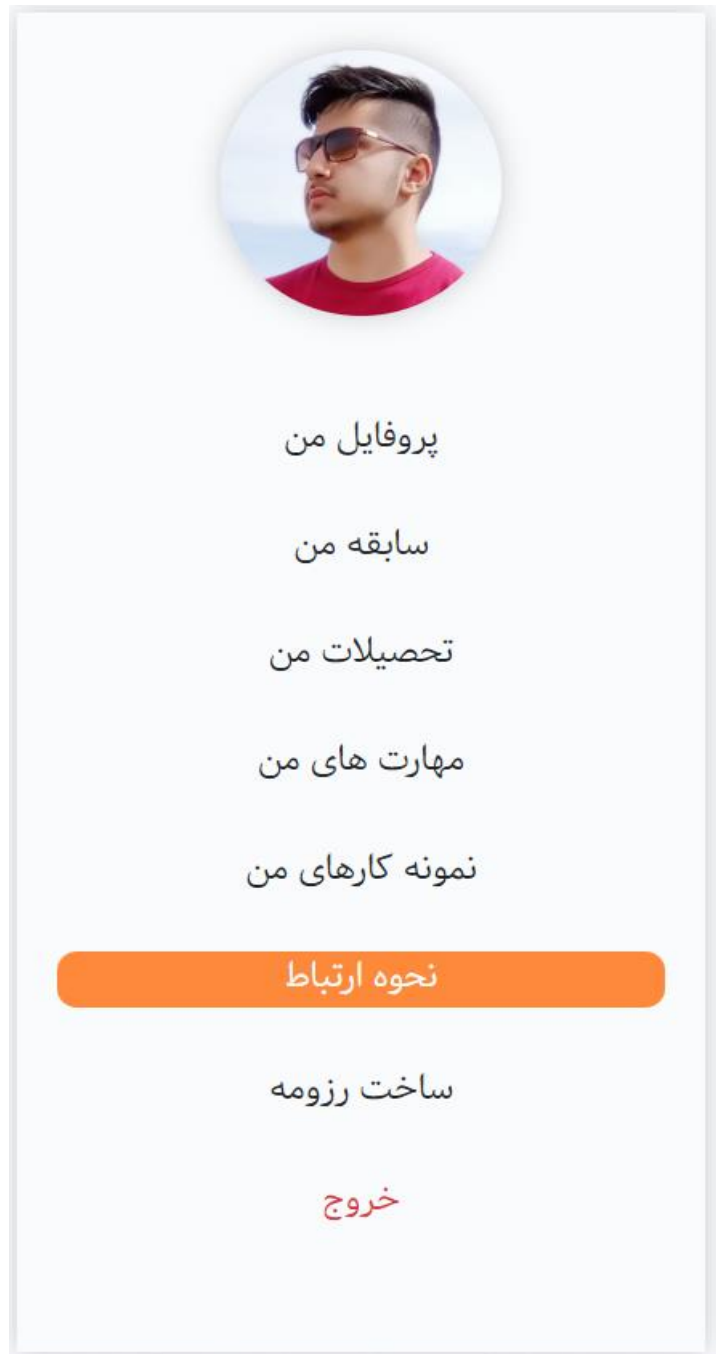 پروفایل من
سابقه من
تحصیلات من
مهارت های من
نمونه کارهای من
نحوه ارتباط
ساخت رزومه
خروج